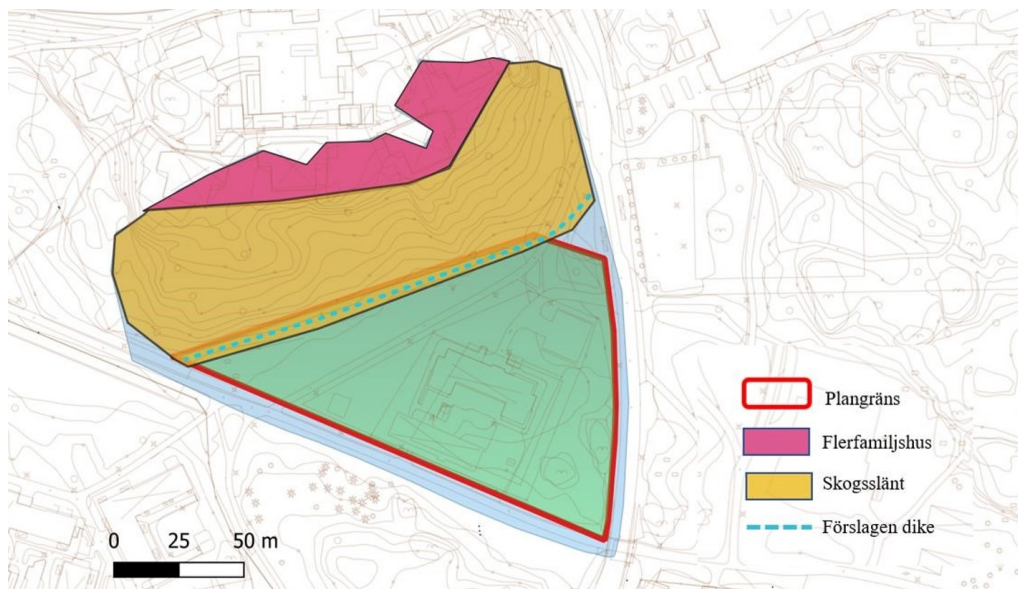 Plangräns
Flerfamiljshus
Skogsslänt
Förslagen dike
0 25 50 m